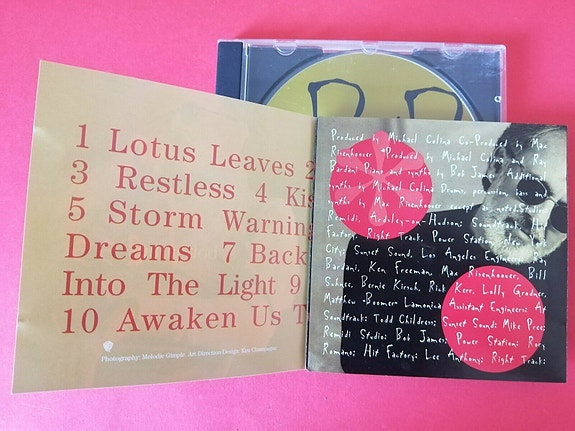 1 Lotus Leaves 2
3 Restless 4 Kis
5 Storm Warning
Dreams 7 Back
Into The Light 9
10 Awaken Us T
Photography: Melodie Gimple Art Direction/Design: Ken Champagne
Produced by Michael Colina Co-Produced by Max
Risenhoover *Produced by Michael Colina and Ray
Bardani Piano and synths by Bob James Additional
synths by Michael Colina Drums, percussion, bass and
synths by Max Risenhoover except as noted.Studios:
Remidi, Ardsley-on-Hudson; Soundtrack, Hit
Factory, Right Track, Power Station, New York
City; Sunset Sound, Los Angeles Engineers: Ray
Bardani, Ken Freeman, Max Risenhoover, Bill
Schnee, Bernie Kirsch, Rick Kerr, Lolly Grodner,
Matthew "Boomer" Lamonica Assistant Engineers: At
Soundtrack: Todd Childress; Sunset Sound: Mike Piersante;
Remidi Studio: Bob James; Power Station: Rory
Romano; Hit Factory: Lee Anthony; Right Track: